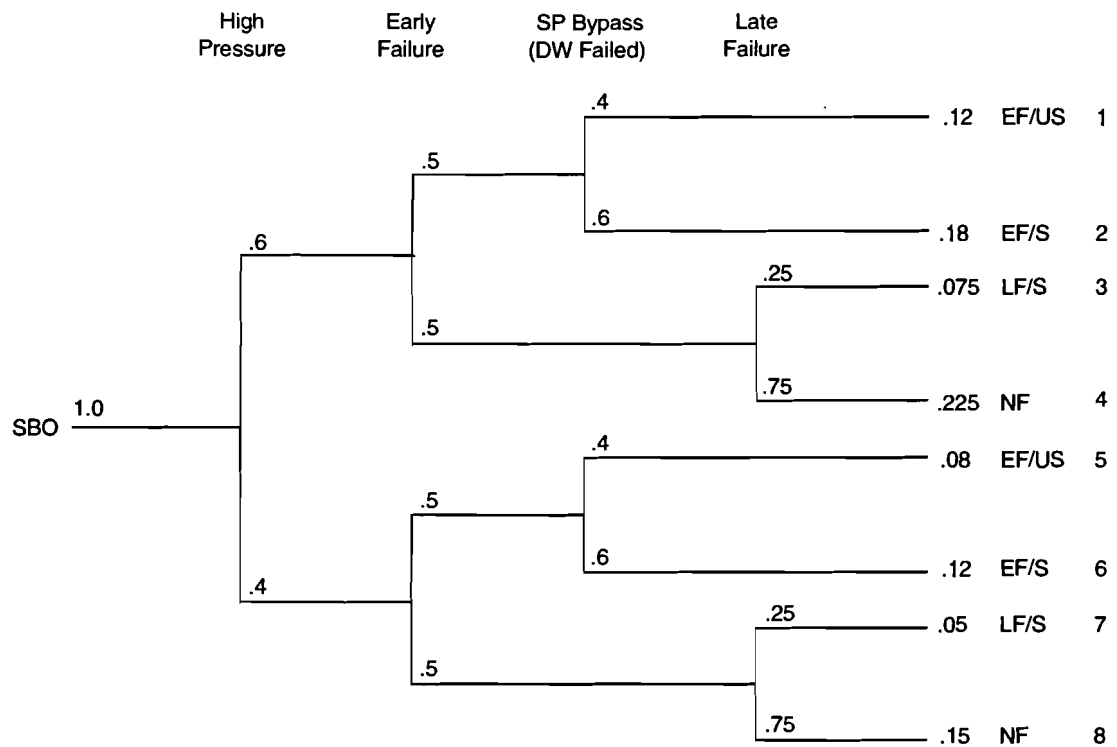 High Early SP Bypass Late
Pressure Failure (DW Failed) Failure
.4
.12 EF/US 1
.5
.6
.18 EF/S 2
.6
.25
.075 LF/S 3
.5
.75
.225 NF 4
1.0
SBO
.4
.08 EF/US 5
.5
.6
.12 EF/S 6
.4
.25
.05 LF/S 7
.5
.75
.15 NF 8